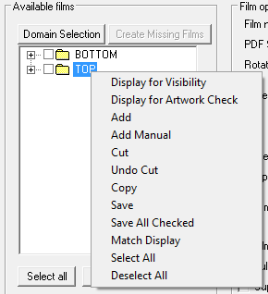 Available films
Film op
Domain Selection
Create Missing Films
Film n
PDF S
Rotat
BOTTOM
TOP
Display for Visibility
Display for Artwork Check
Add
Add Manual
Cut
Undo Cut
Copy
Save
Save All Checked
Match Display
Select All
Deselect All
Select all